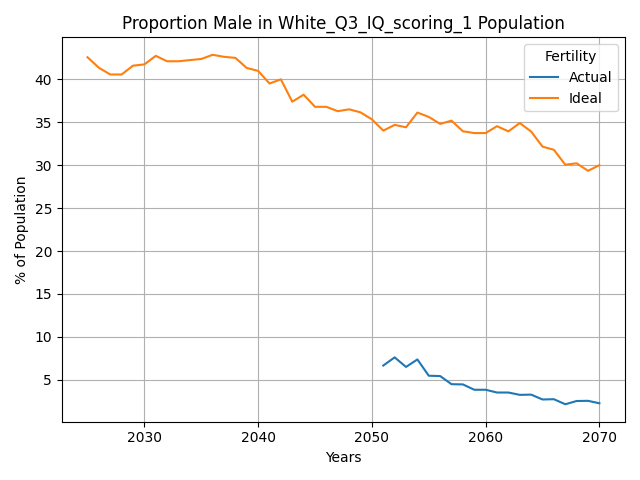 Proportion Male in White_Q3_IQ_scoring_1 Population
Fertility
Actual
Ideal
% of Population
40
35
30
25
20
15
10
5
2030 2040 2050 2060 2070
Years